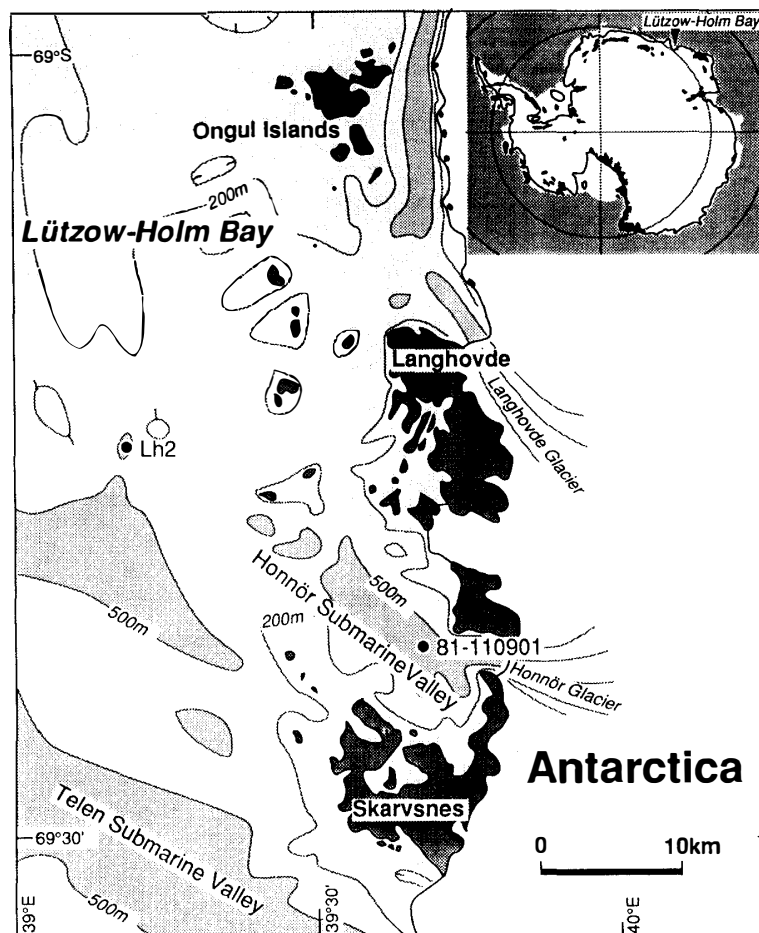 Lützow-Holm Bay
69°S
Ongul Islands
200m
Lützow-Holm Bay
Langhovde
Langhovde Glacier
Lh2
500m
Honnör Submarine Valley
500m
200m
81-110901
Honnör Glacier
Antarctica
Skarvsnes
Telen Submarine Valley
0 10km
69°30'
500m
39°E
39°30'
40°E